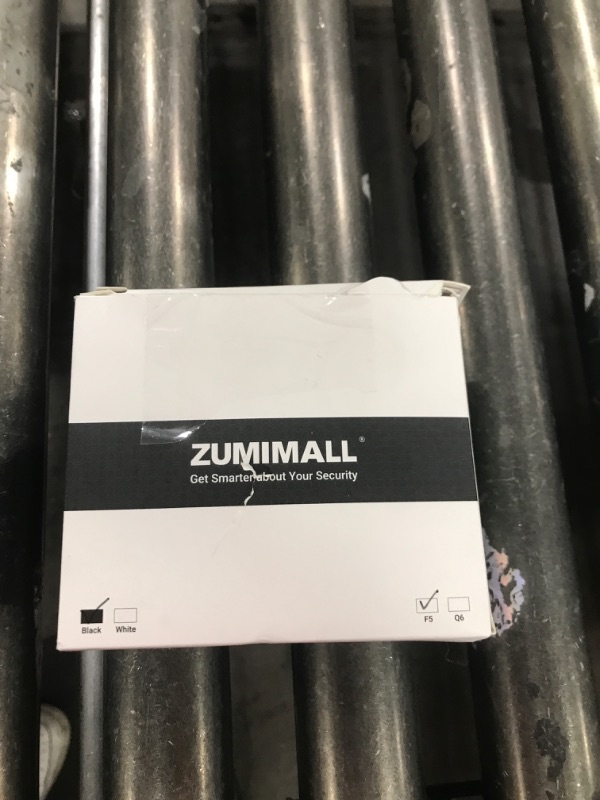 ZUMIMALL®
Get Smarter about Your Security
Black White F5 Q6